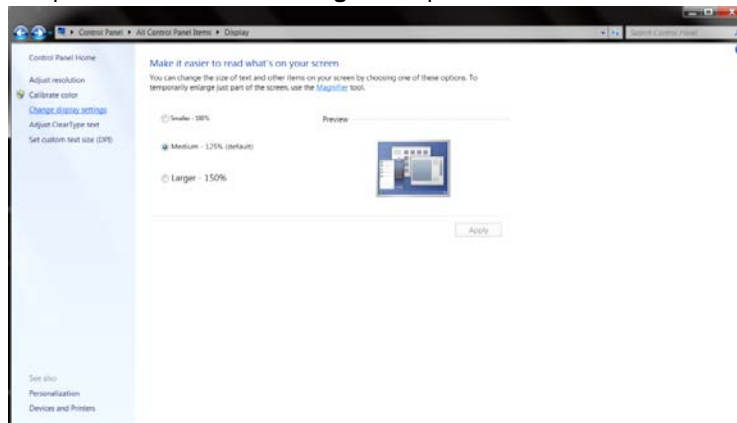 Control Panel ▸ All Control Panel Items ▸ Display
Search Control Panel
Control Panel Home
Adjust resolution
Calibrate color
Change display settings
Adjust ClearType text
Set custom text size (DPI)
Make it easier to read what's on your screen
You can change the size of text and other items on your screen by choosing one of these options. To
temporarily enlarge just part of the screen, use the Magnifier tool.
Smaller - 100%
Preview
Medium - 125% (default)
Larger - 150%
Apply
See also
Personalization
Devices and Printers